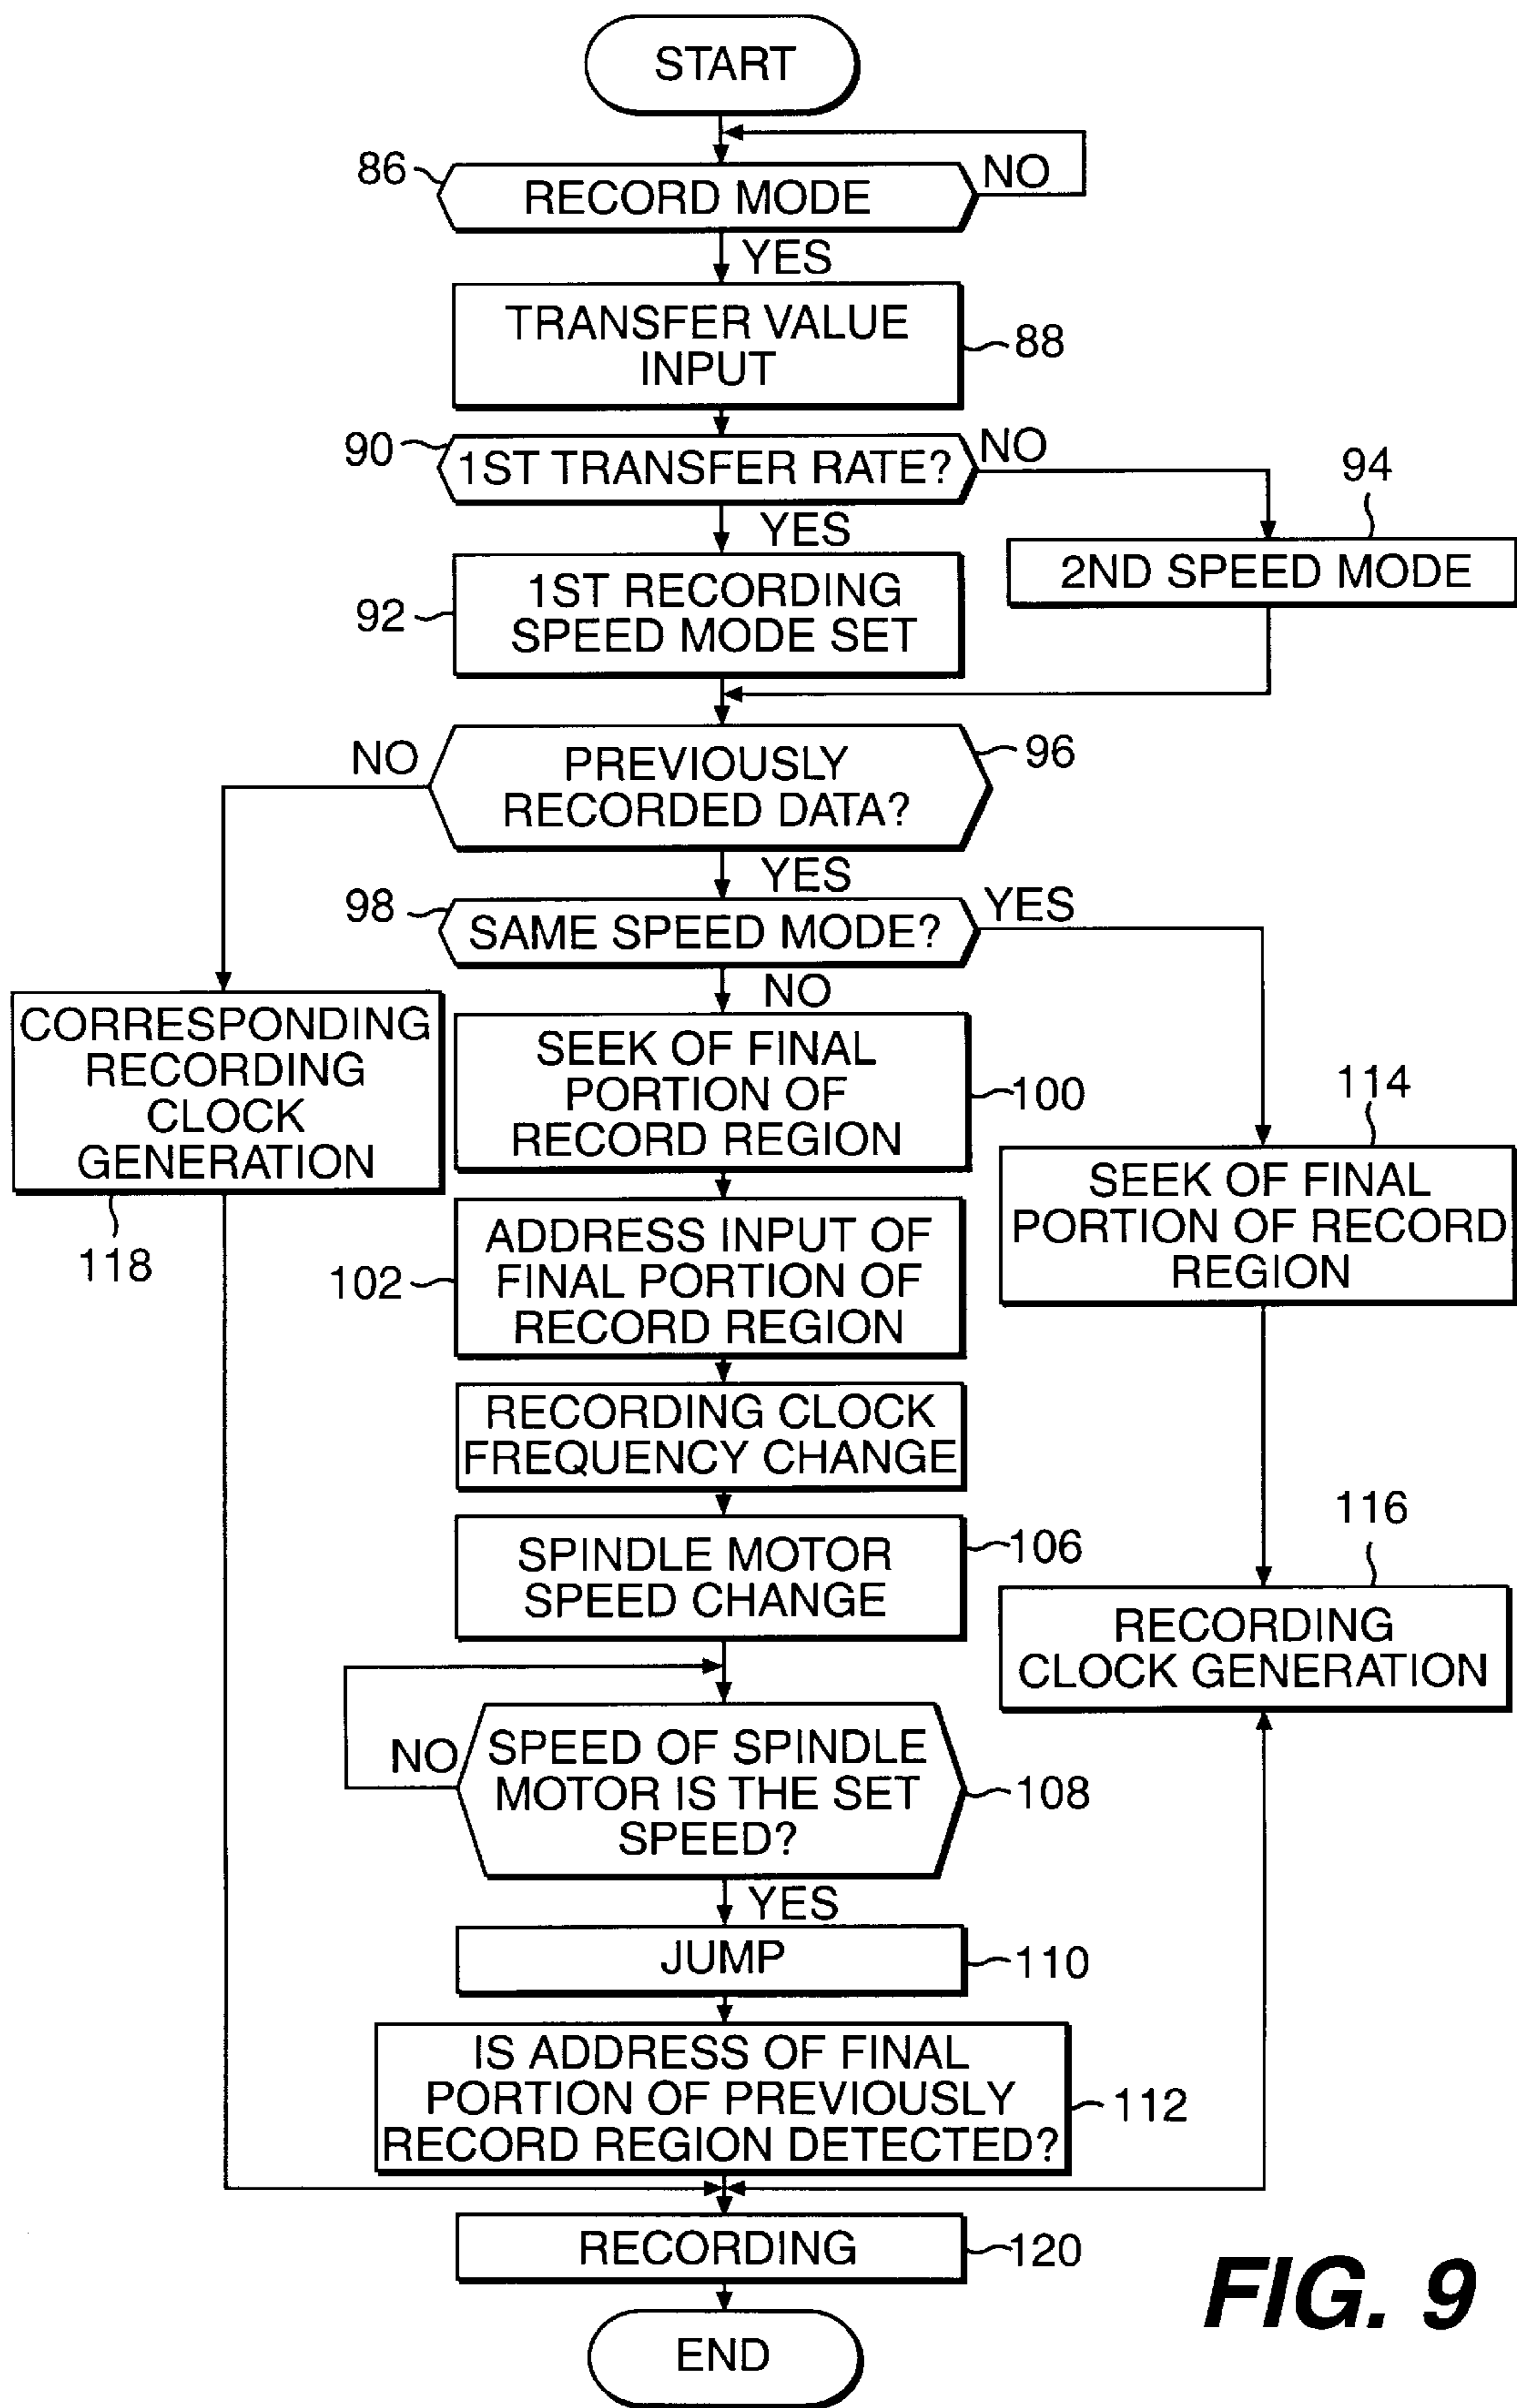 START
86
RECORD MODE
NO
YES
TRANSFER VALUE
INPUT
88
90
1ST TRANSFER RATE?
NO
94
YES
2ND SPEED MODE
92
1ST RECORDING
SPEED MODE SET
NO
PREVIOUSLY
RECORDED DATA?
96
YES
98
SAME SPEED MODE?
YES
NO
CORRESPONDING
RECORDING
CLOCK
GENERATION
118
SEEK OF FINAL
PORTION OF
RECORD REGION
100
114
SEEK OF FINAL
PORTION OF RECORD
REGION
102
ADDRESS INPUT OF
FINAL PORTION OF
RECORD REGION
RECORDING CLOCK
FREQUENCY CHANGE
SPINDLE MOTOR
SPEED CHANGE
106
116
RECORDING
CLOCK GENERATION
NO
SPEED OF SPINDLE
MOTOR IS THE SET
SPEED?
108
YES
JUMP
110
IS ADDRESS OF FINAL
PORTION OF PREVIOUSLY
RECORD REGION DETECTED?
112
RECORDING
120
END
FIG. 9